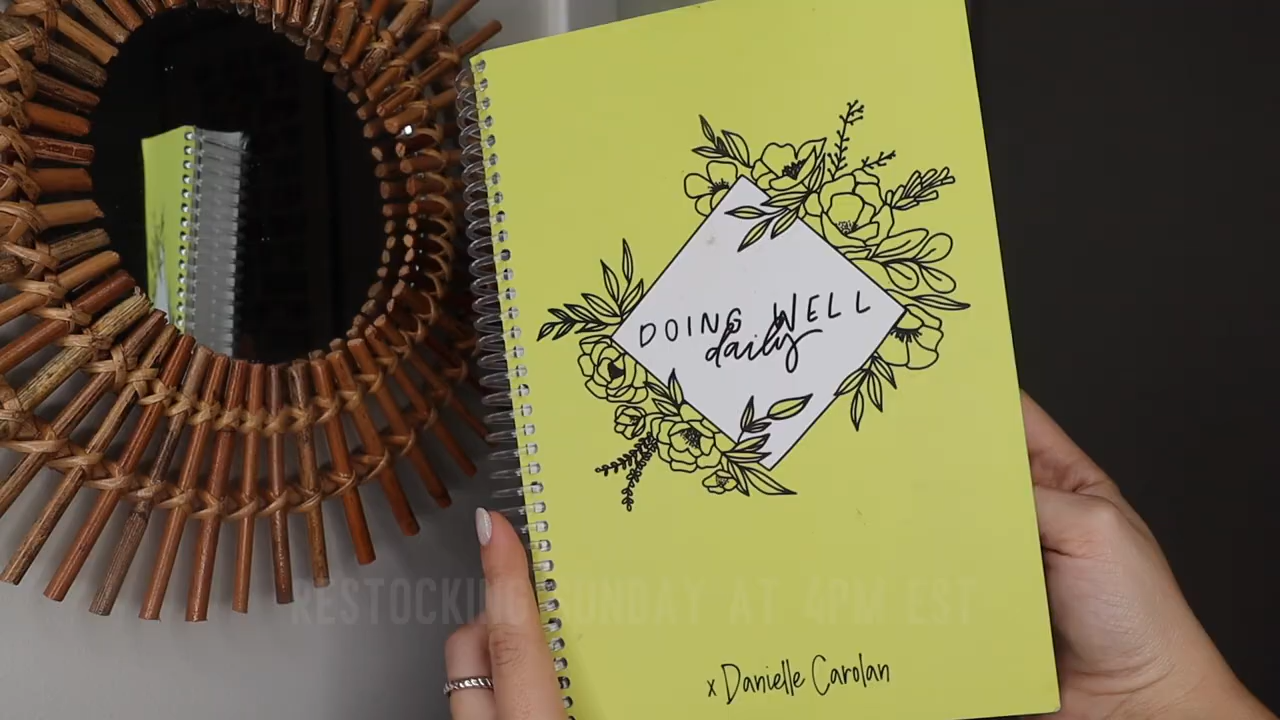 DOING WELL
daily
RESTOCKING SUNDAY AT 4PM EST
x Danielle Carolan